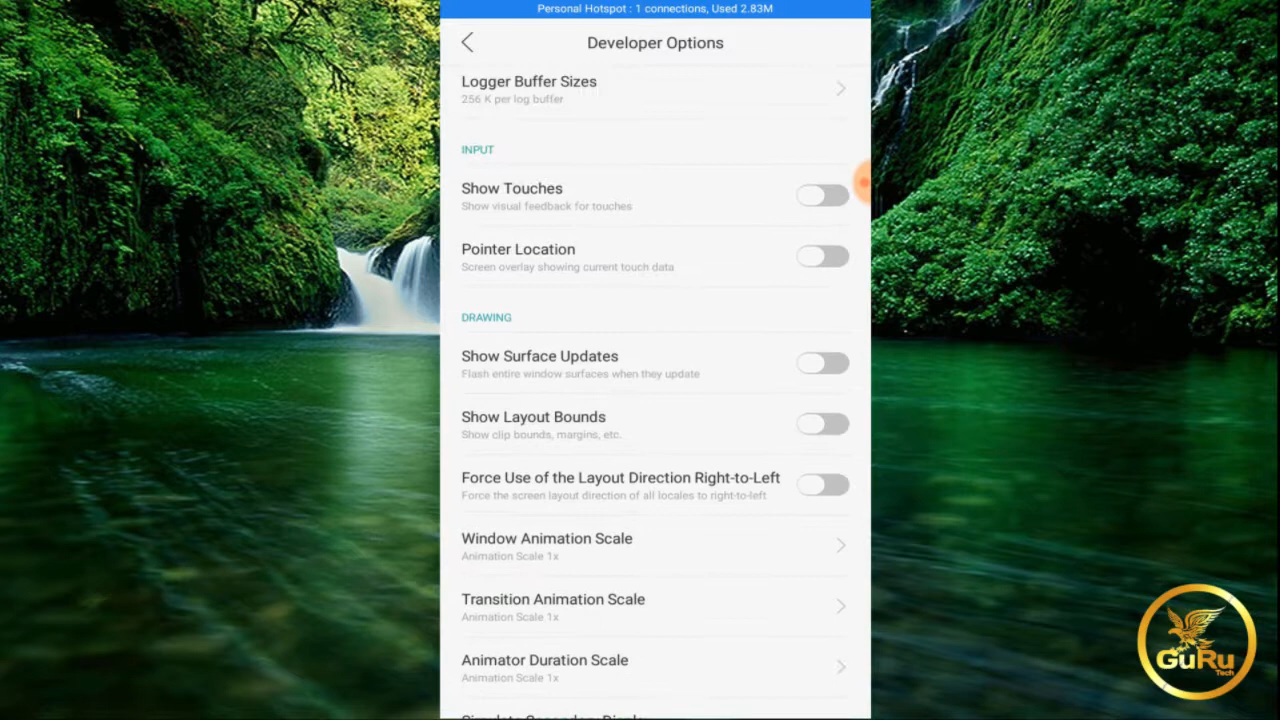 Personal Hotspot : 1 connections, Used 2.83M
Developer Options
Logger Buffer Sizes
256 K per log buffer
INPUT
Show Touches
Show visual feedback for touches
Pointer Location
Screen overlay showing current touch data
DRAWING
Show Surface Updates
Flash entire window surfaces when they update
Show Layout Bounds
Show clip bounds, margins, etc.
Force Use of the Layout Direction Right-to-Left
Force the screen layout direction of all locales to right-to-left
Window Animation Scale
Animation Scale 1x
Transition Animation Scale
Animation Scale 1x
Animator Duration Scale
Animation Scale 1x
GuRu
Tech